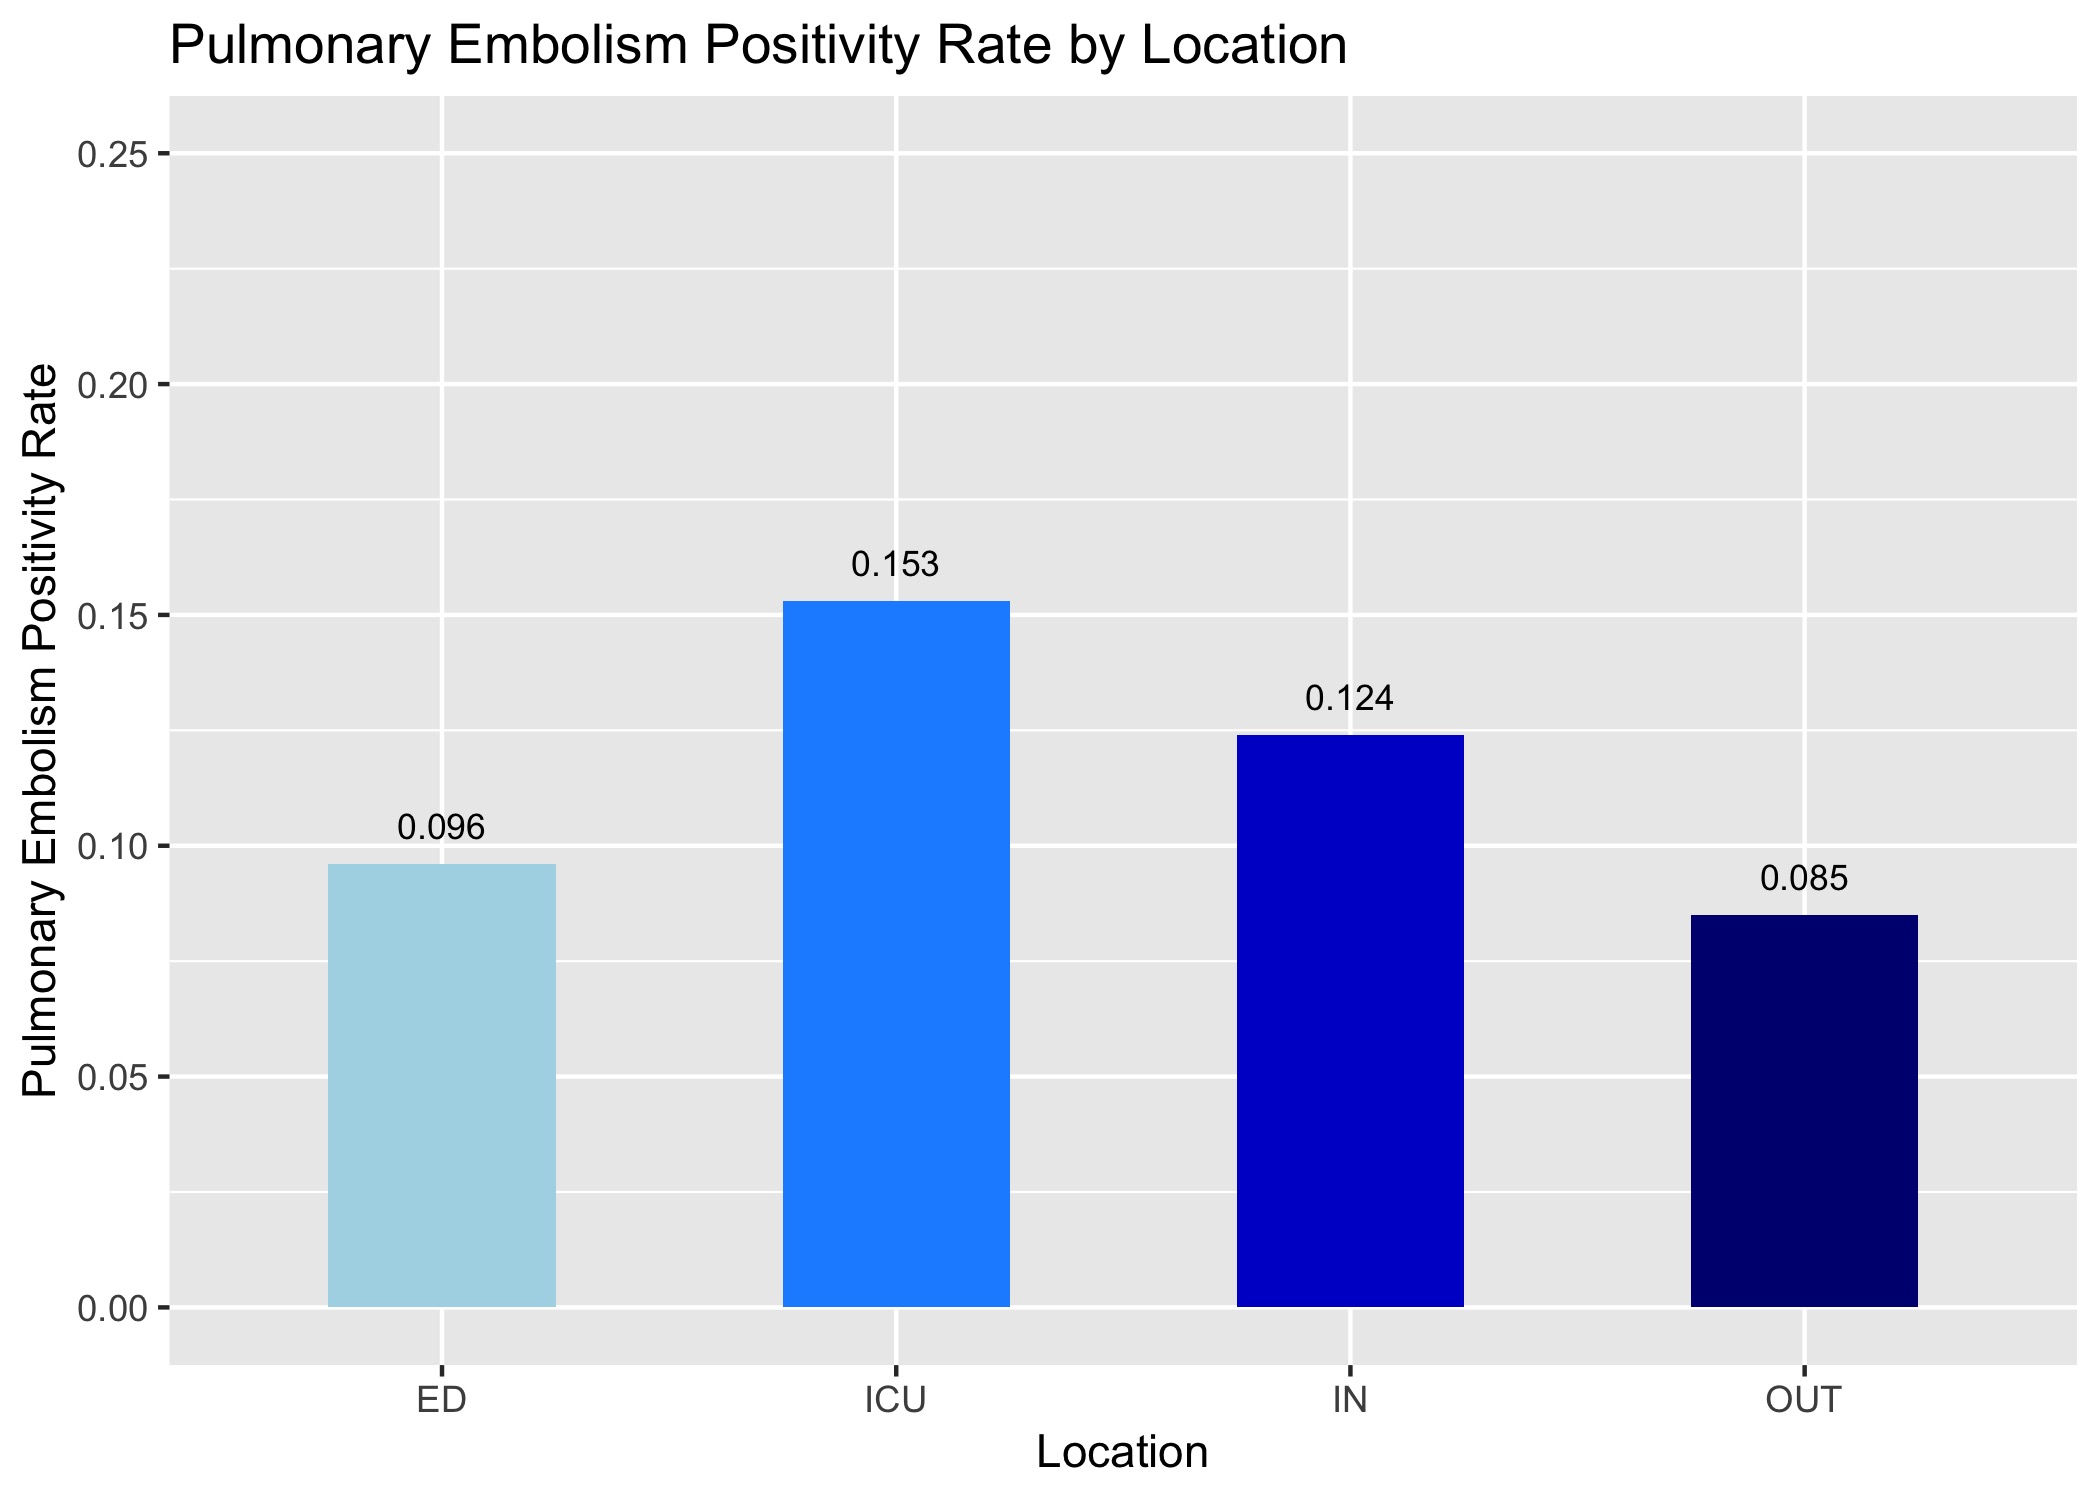 Pulmonary Embolism Positivity Rate by Location
Pulmonary Embolism Positivity Rate
0.25
0.20
0.15
0.10
0.05
0.00
0.096
0.153
0.124
0.085
ED
ICU
IN
OUT
Location